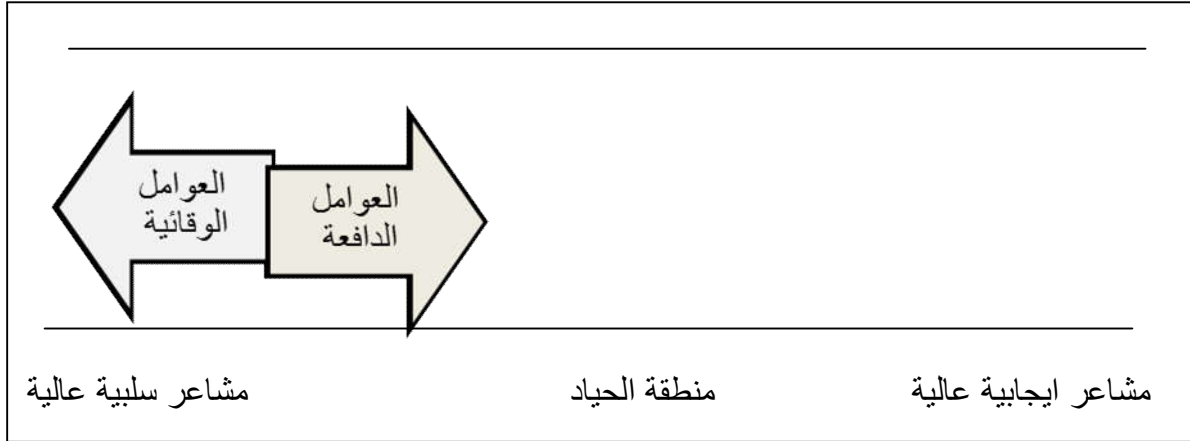 العوامل
الدافعة
العوامل
الوقائية
مشاعر ايجابية عالية
منطقة الحياد
مشاعر سلبية عالية